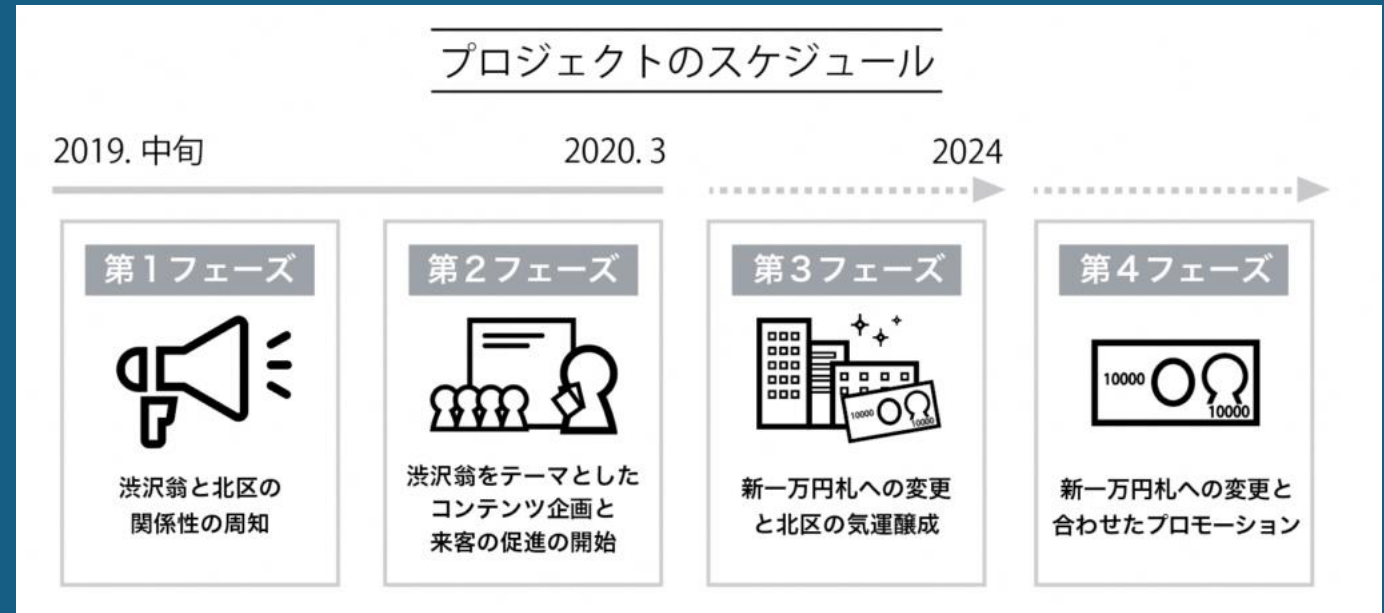 プロジェクトのスケジュール
2019. 中旬
2020. 3
2024
第1フェーズ
渋沢翁と北区の
関係性の周知
第2フェーズ
渋沢翁をテーマとした
コンテンツ企画と
来客の促進の開始
第3フェーズ
10000
10000
新一万円札への変更
と北区の気運醸成
第4フェーズ
10000
10000
新一万円札への変更と
合わせたプロモーション